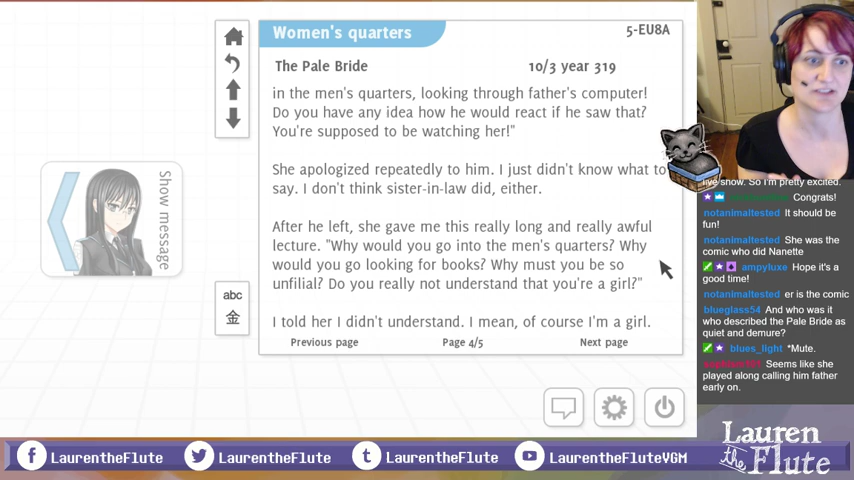 Women's quarters
5-EU8A
The Pale Bride
10/3 year 319
in the men's quarters, looking through father's computer!
Do you have any idea how he would react if he saw that?
You're supposed to be watching her!"
She apologized repeatedly to him. I just didn't know what to
say. I don't think sister-in-law did, either.
After he left, she gave me this really long and really awful
lecture. "Why would you go into the men's quarters? Why
would you go looking for books? Why must you be so
unfilial? Do you really not understand that you're a girl?"
I told her I didn't understand. I mean, of course I'm a girl.
Previous page
Page 4/5
Next page
Show message
abc
金
live show. So I'm pretty excited.
Congrats!
notanimaltested It should be
fun!
notanimaltested She was the
comic who did Nanette
ampyluxe Hope it's a
good time!
notanimaltested er is the comic
blueglass54 And who was it
who described the Pale Bride as
quiet and demure?
blues_light *Mute.
Seems like she
played along calling him father
early on.
LaurentheFlute
LaurentheFlute
LaurentheFlute
LaurentheFluteVGM
Lauren
the Flute